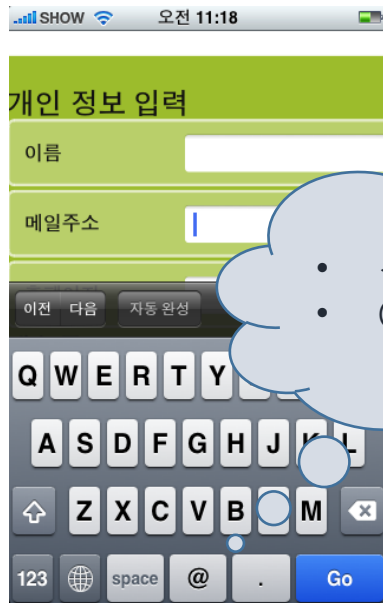 SHOW 오전 11:18
개인 정보 입력
이름
메일주소
이전 다음 자동 완성
Q W E R T Y
A S D F G H J K L
Z X C V B M
123 space @ . Go